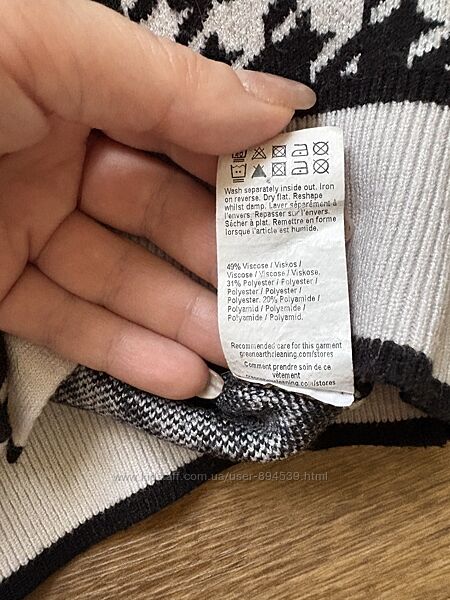 Wash separately inside out. Iron
on reverse. Dry flat. Reshape
whilst damp. Laver séparément à
l'envers. Repasser sur l'envers.
Sécher à plat. Remettre en forme
lorsque l'article est humide.
49% Viscose / Viskos /
Viscose / Viscose / Viskose.
31% Polyester / Polyester /
Polyester / Polyester /
Polyester. 20% Polyamide /
Polyamid / Polyamide /
Polyamide / Polyamid.
Recommended care for this garment
greenearthcleaning.com/stores
Comment prendre soin de ce
vêtement
greenearthcleaning.co/stores
.ua/user-894539.html